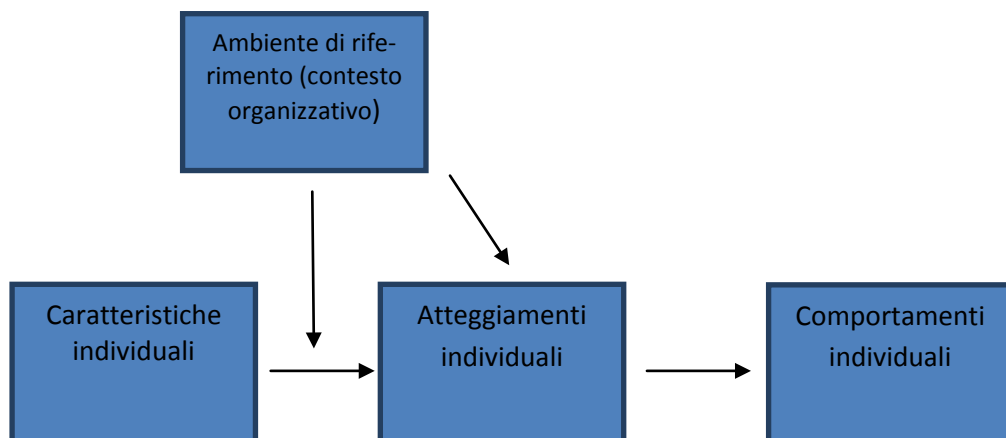 Ambiente di rife-
rimento (contesto
organizzativo)
Caratteristiche
individuali
Atteggiamenti
individuali
Comportamenti
individuali